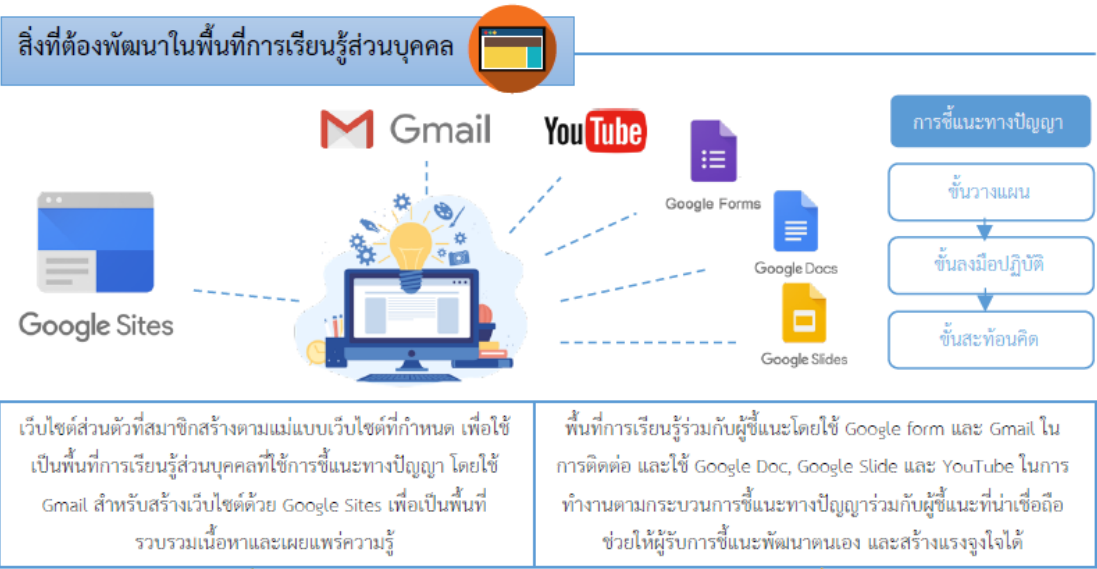 สิ่งที่ต้องพัฒนาในพื้นที่การเรียนรู้ส่วนบุคคล
Gmail
YouTube
การชี้แนะทางปัญญา
Google Forms
ขั้นวางแผน
Google Docs
ขั้นลงมือปฏิบัติ
Google Sites
Google Slides
ขั้นสะท้อนคิด
เว็บไซต์ส่วนตัวที่สมาชิกสร้างตามแม่แบบเว็บไซต์ที่กำหนด เพื่อใช้
เป็นพื้นที่การเรียนรู้ส่วนบุคคลที่ใช้การชี้แนะทางปัญญา โดยใช้
Gmail สำหรับสร้างเว็บไซต์ด้วย Google Sites เพื่อเป็นพื้นที่
รวบรวมเนื้อหาและเผยแพร่ความรู้
พื้นที่การเรียนรู้ร่วมกับผู้ชี้แนะโดยใช้ Google form และ Gmail ใน
การติดต่อ และใช้ Google Doc, Google Slide และ YouTube ในการ
ทำงานตามกระบวนการชี้แนะทางปัญญาร่วมกับผู้ชี้แนะที่น่าเชื่อถือ
ช่วยให้ผู้รับการชี้แนะพัฒนาตนเอง และสร้างแรงจูงใจได้